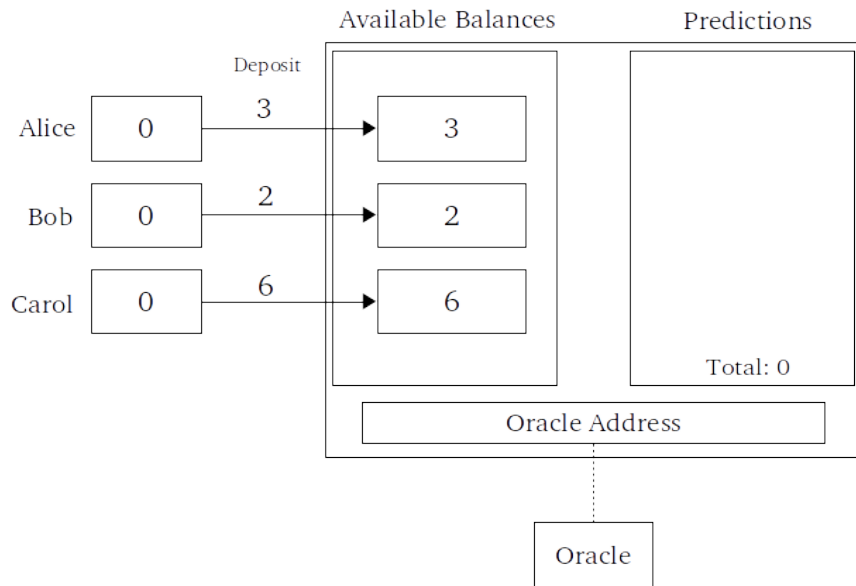 Available Balances Predictions
Deposit
Alice 0 3 3
Bob 0 2 2
Carol 0 6 6
Total: 0
Oracle Address
Oracle